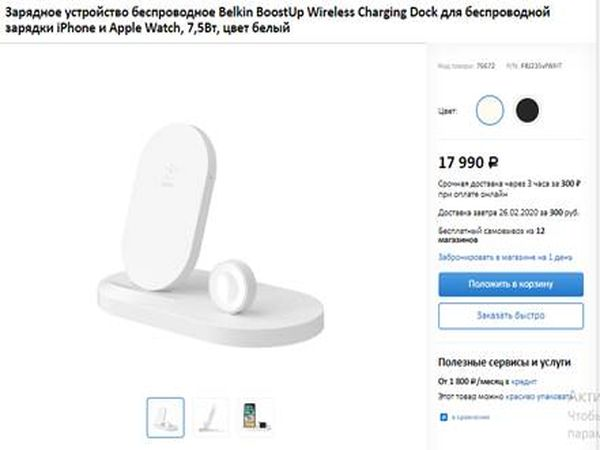 Зарядное устройство беспроводное Belkin BoostUp Wireless Charging Dock для беспроводной
зарядки iPhone и Apple Watch, 7,5Вт, цвет белый
Код товара: 76672 P/N: F8J235vfWHT
Цвет:
17 990 ₽
Срочная доставка через 3 часа за 300 ₽
при оплате онлайн
Доставка завтра 26.02.2020 за 300 руб.
Бесплатный самовывоз из 12
магазинов
Забронировать в магазине на 1 день
Положить в корзину
Заказать быстро
Полезные сервисы и услуги
От 1 800 ₽/месяц в кредит
Этот товар можно красиво упаковать
в сравнение
Акти
Чтобы
парам